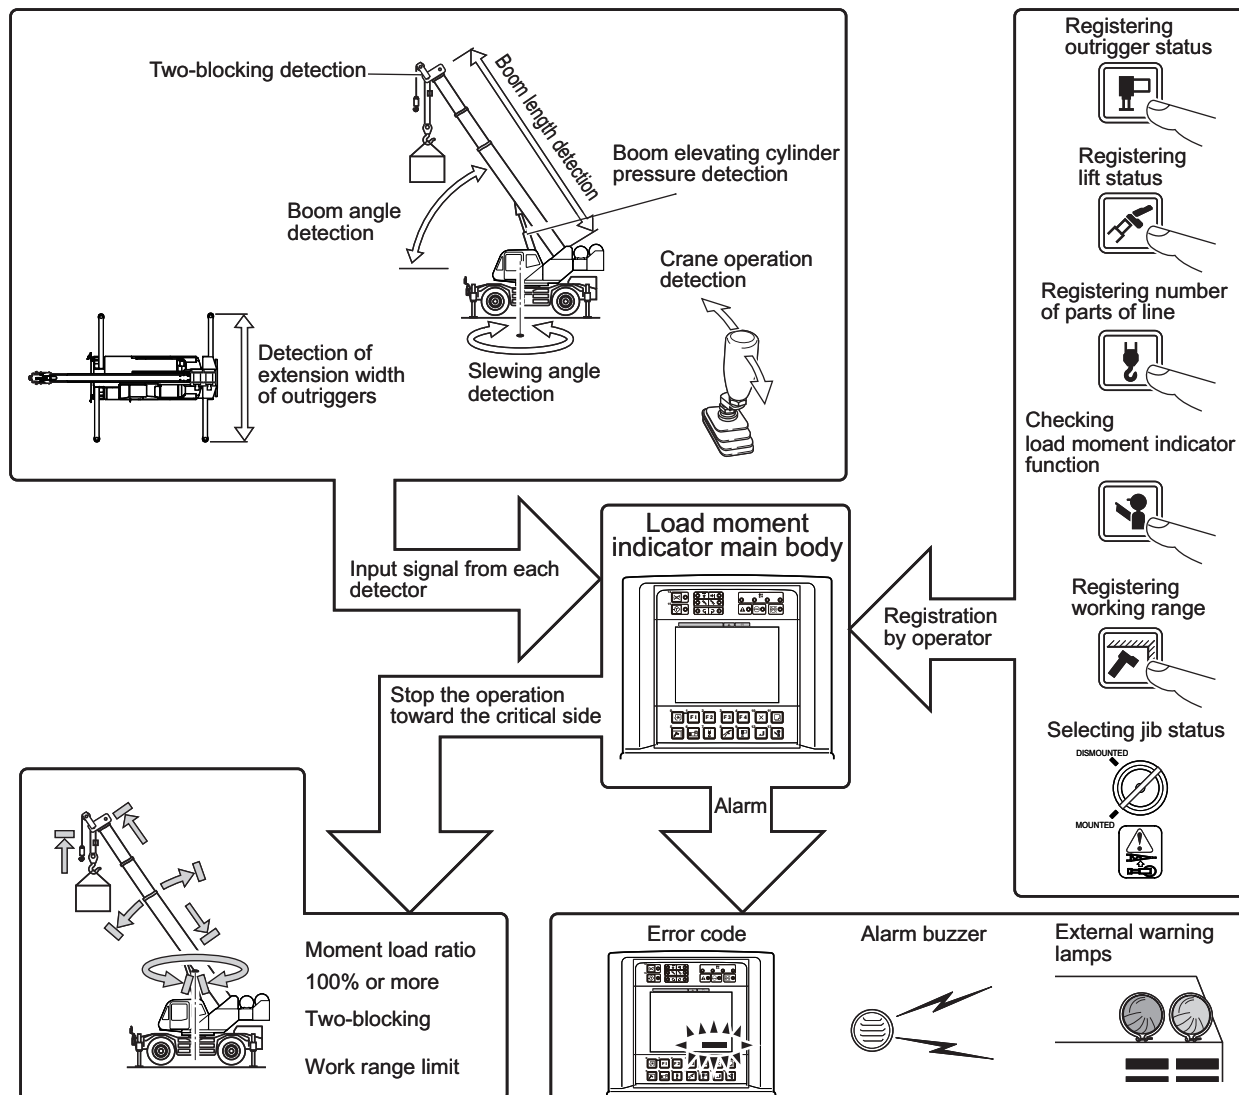 Two-blocking detection
Boom length detection
Boom elevating cylinder
pressure detection
Boom angle
detection
Crane operation
detection
Detection of
extension width
of outriggers
Slewing angle
detection
Registering
outrigger status
Registering
lift status
Registering number
of parts of line
Checking
load moment indicator
function
Registering
working range
Selecting jib status
DISMOUNTED
MOUNTED
Input signal from each
detector
Load moment
indicator main body
F1 F2 F3 F4
Registration
by operator
Stop the operation
toward the critical side
Alarm
Moment load ratio
100% or more
Two-blocking
Work range limit
Error code
Alarm buzzer
External warning
lamps